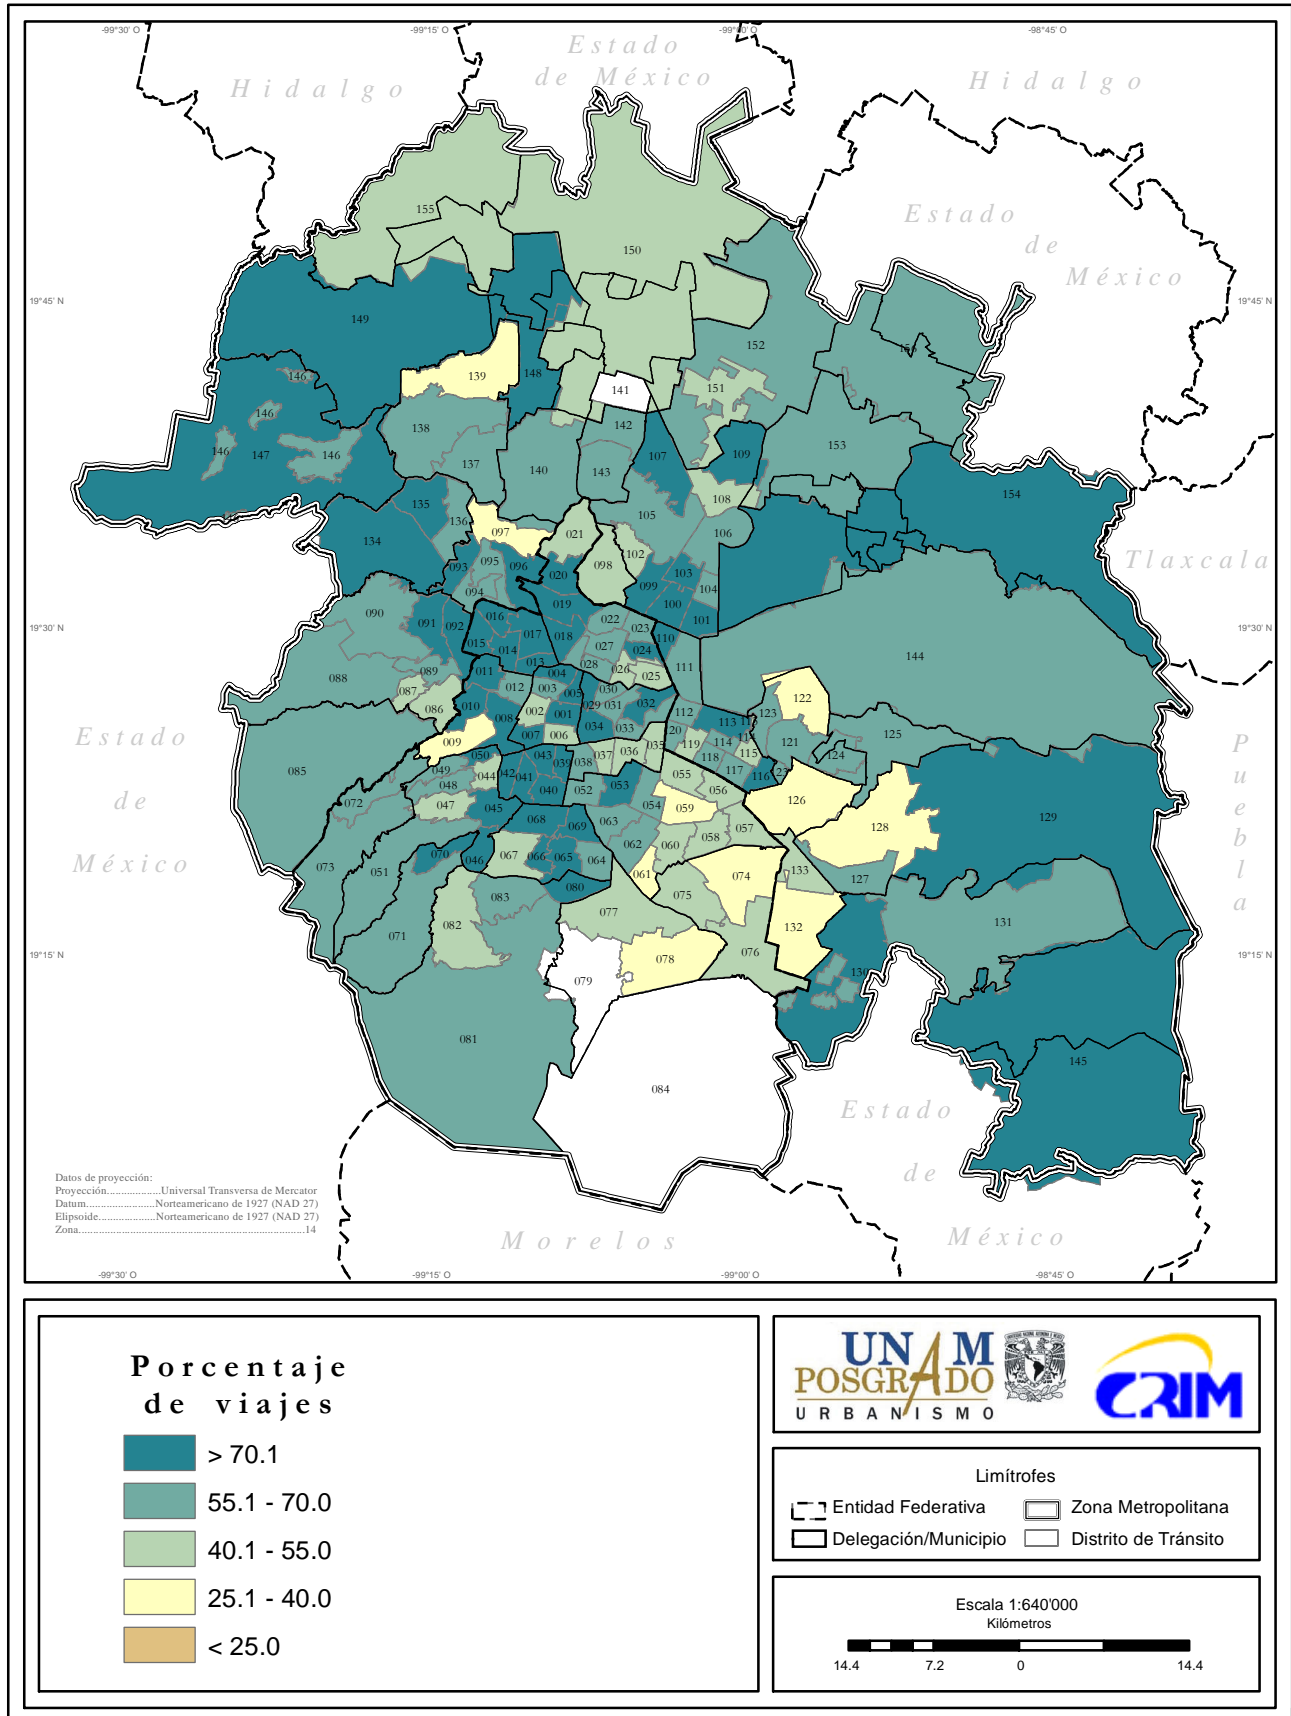 -99°30' O
-99°15' O
-99°00' O
-98°45' O
Estado
de México
Hidalgo
Hidalgo
Estado
de
México
155
150
19°45' N
19°45' N
149
152
156
139
148
146
141
151
146
138
142
153
146
147
146
137
140
143
107
109
154
135
108
136
097
021
105
106
134
095
096
102
Tlaxcala
093
020
098
103
094
099
104
090
016
019
100
101
19°30' N
19°30' N
091
092
017
018
022
023
015
014
027
024
110
144
089
011
013
004
028
026
025
111
088
087
012
003
005
030
122
086
010
002
029
031
032
112
123
008
001
113
Estado
009
007
006
034
033
120
121
125
P
050
043
037
036
035
119
114
115
124
u
085
049
042
039
038
118
117
116
e
de
072
048
044
041
040
052
053
055
056
126
b
047
045
054
059
128
129
l
068
069
063
058
057
a
México
073
051
070
046
067
066
065
064
062
060
133
127
083
080
061
074
071
082
077
075
132
131
19°15' N
19°15' N
079
078
076
130
081
145
084
Estado
de
México
Datos de proyección:
Proyección..................Universal Transversa de Mercator
Datum.......................Norteamericano de 1927 (NAD 27)
Elipsoide...................Norteamericano de 1927 (NAD 27)
Zona............................................................................14
Morelos
-99°30' O
-99°15' O
-99°00' O
-98°45' O
Porcentaje
de viajes
> 70.1
55.1 - 70.0
40.1 - 55.0
25.1 - 40.0
< 25.0
UNAM
POSGRADO
URBANISMO
CRIM
Limítrofes
Entidad Federativa
Zona Metropolitana
Delegación/Municipio
Distrito de Tránsito
Escala 1:640'000
Kilómetros
14.4
7.2
0
14.4